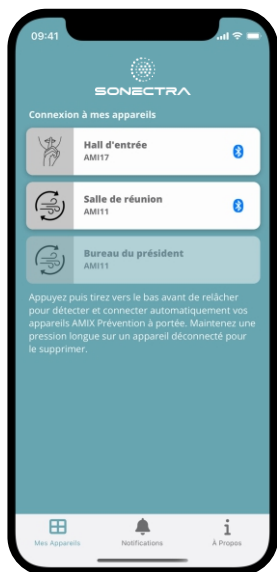 09:41
SONECTRA
Connexion à mes appareils
Hall d'entrée
AMI17
Salle de réunion
AMI11
Bureau du président
AMI11
Appuyez puis tirez vers le bas avant de relâcher
pour détecter et connecter automatiquement vos
appareils AMIX Prévention à portée. Maintenez une
pression longue sur un appareil déconnecté pour
le supprimer.
Mes Appareils
Notifications
À Propos